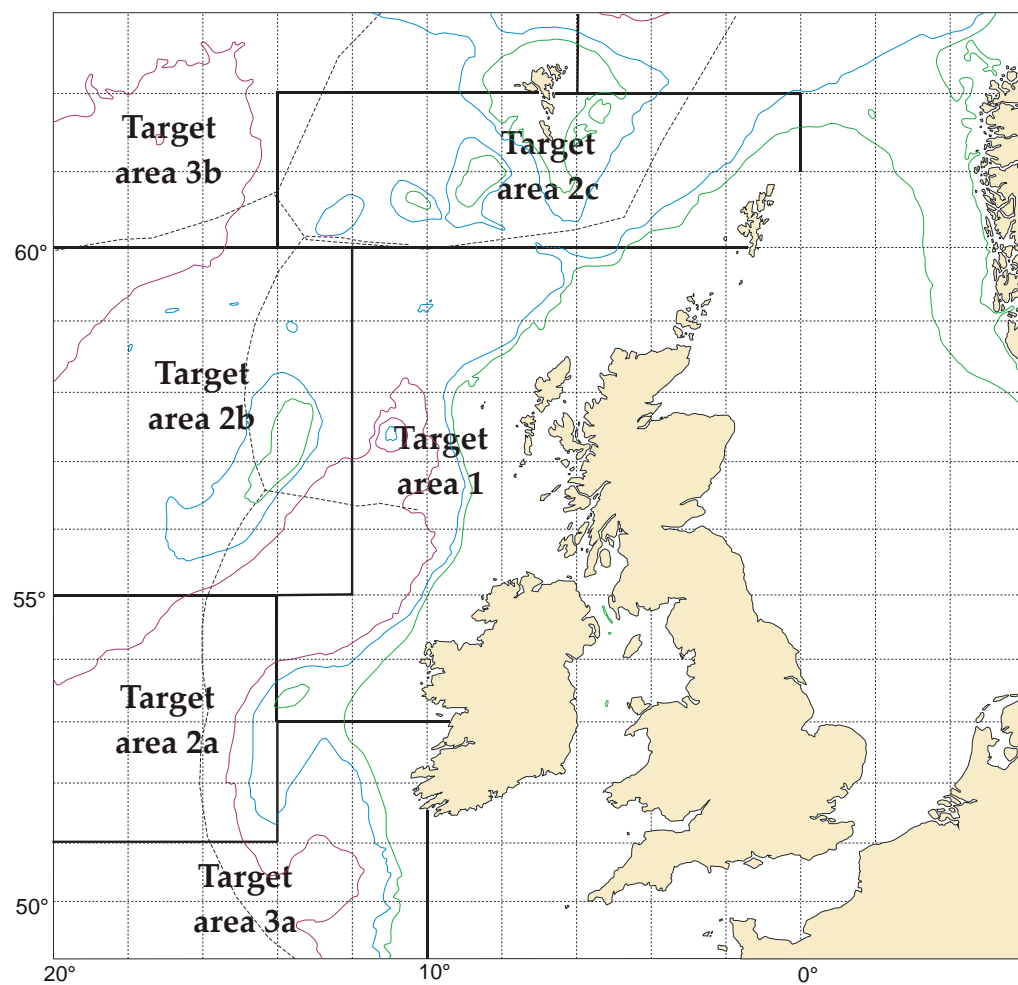 Target
area 3b
Target
area 2c
60°
Target
area 2b
Target
area 1
55°
Target
area 2a
Target
area 3a
50°
20°
10°
0°